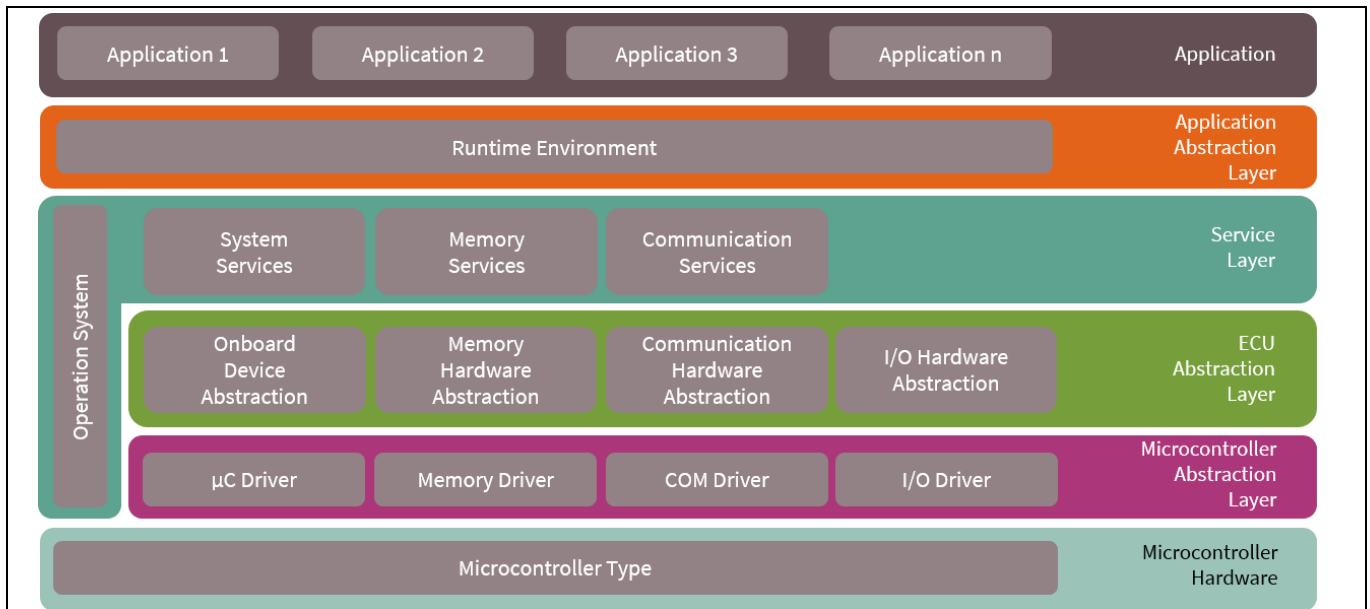 Application 1
Application 2
Application 3
Application n
Application
Runtime Environment
Application
Abstraction
Layer
Operation System
System
Services
Memory
Services
Communication
Services
Service
Layer
Onboard
Device
Abstraction
Memory
Hardware
Abstraction
Communication
Hardware
Abstraction
I/O Hardware
Abstraction
ECU
Abstraction
Layer
µC Driver
Memory Driver
COM Driver
I/O Driver
Microcontroller
Abstraction
Layer
Microcontroller Type
Microcontroller
Hardware